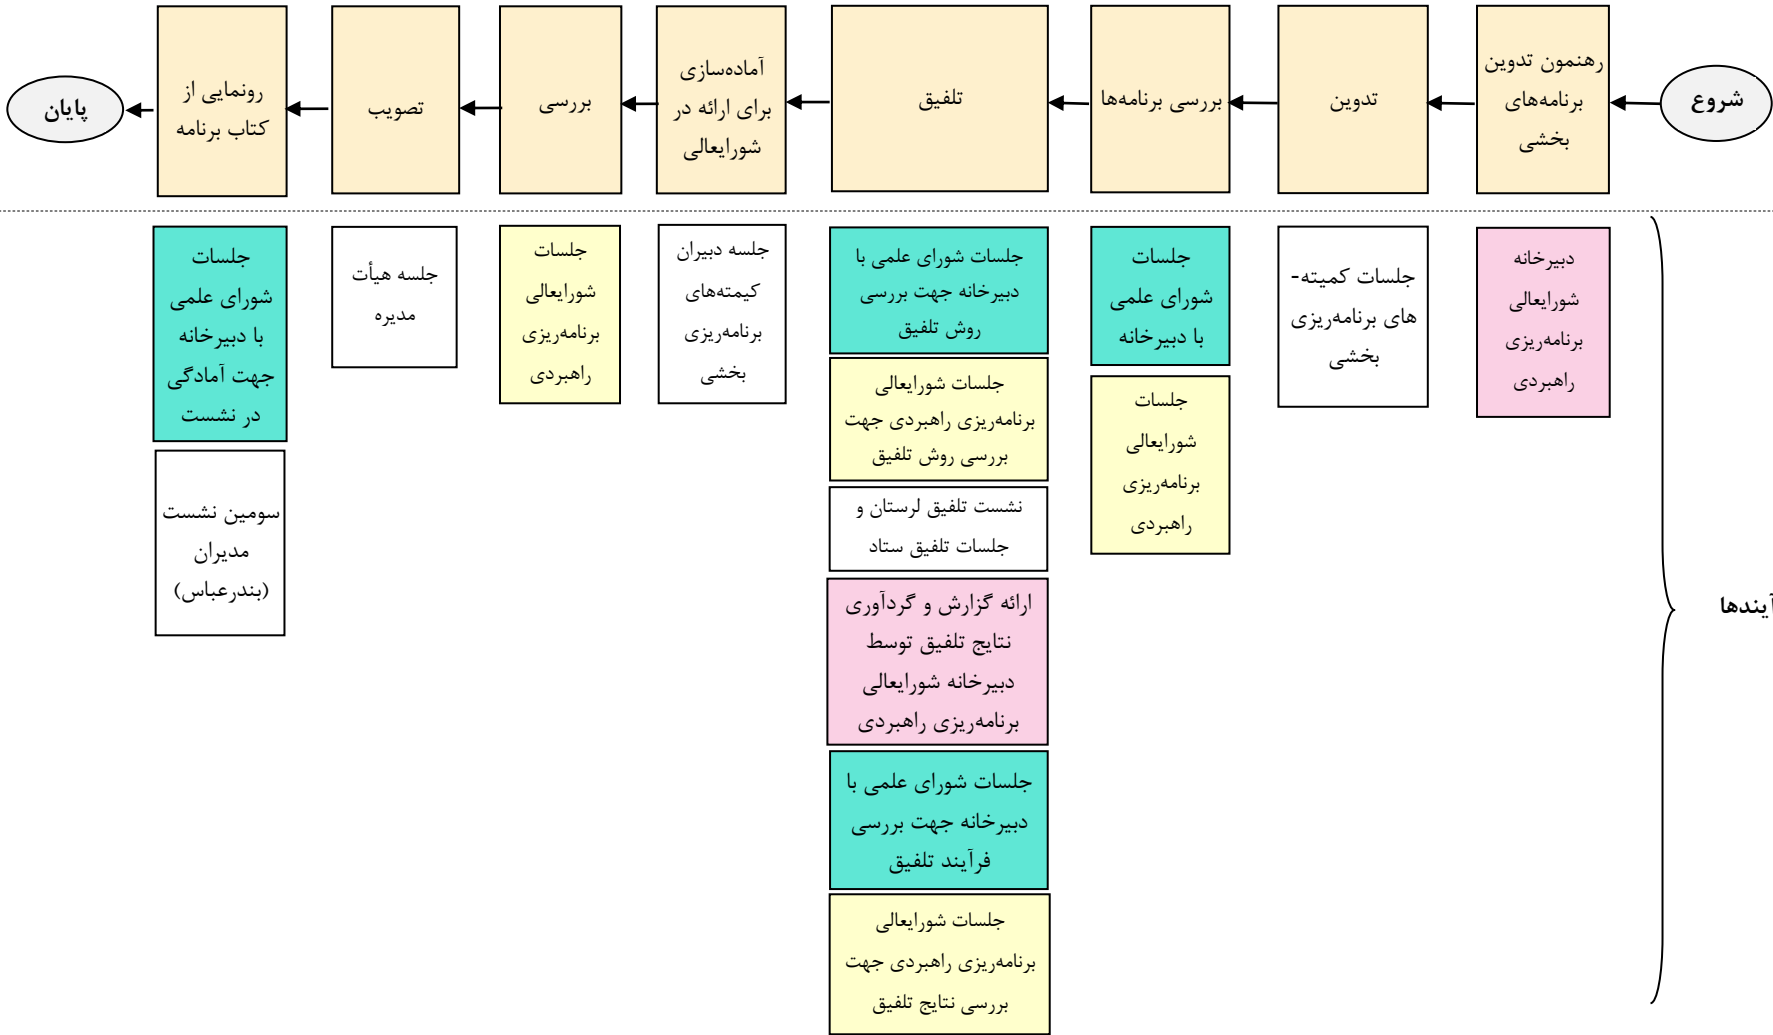 شروع
رهنمون تدوین
برنامه‌های
بخشی
تدوین
بررسی برنامه‌ها
تلفیق
آماده‌سازی
برای ارائه در
شورایعالی
بررسی
تصویب
رونمایی از
کتاب برنامه
پایان
دبیرخانه
شورایعالی
برنامه‌ریزی
راهبردی
جلسات کمیته-
های برنامه‌ریزی
بخشی
جلسات
شورای علمی
با دبیرخانه
جلسات
شورایعالی
برنامه‌ریزی
راهبردی
جلسات شورای علمی با
دبیرخانه جهت بررسی
روش تلفیق
جلسات شورایعالی
برنامه‌ریزی راهبردی جهت
بررسی روش تلفیق
نشست تلفیق لرستان و
جلسات تلفیق ستاد
ارائه گزارش و گردآوری
نتایج تلفیق توسط
دبیرخانه شورایعالی
برنامه‌ریزی راهبردی
جلسات شورای علمی با
دبیرخانه جهت بررسی
فرآیند تلفیق
جلسات شورایعالی
برنامه‌ریزی راهبردی جهت
بررسی نتایج تلفیق
جلسه دبیران
کیمته‌های
برنامه‌ریزی
بخشی
جلسات
شورایعالی
برنامه‌ریزی
راهبردی
جلسه هیأت
مدیره
جلسات
شورای علمی
با دبیرخانه
جهت آمادگی
در نشست
سومین نشست
مدیران
(بندرعباس)
آیندها